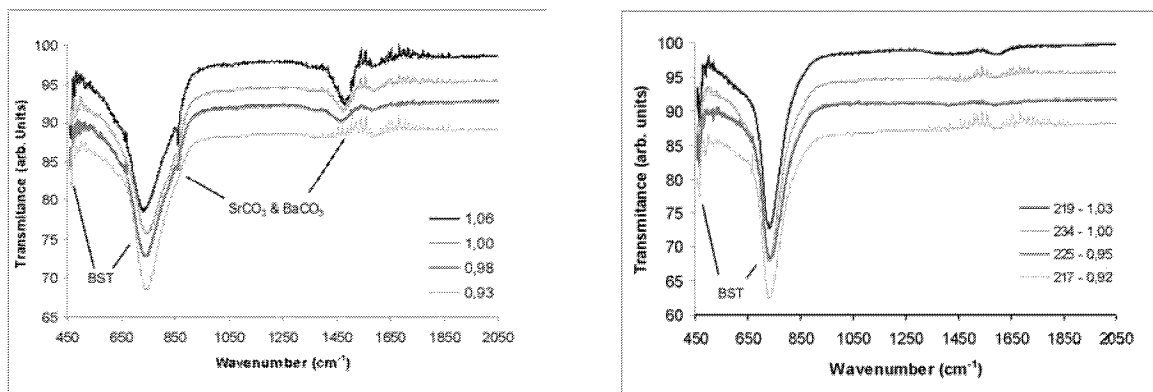 100
95
90
85
80
75
70
65
Transmitance (arb. Units)
SrCO3 & BaCO3
BST
1,06
1,00
0,98
0,93
450 650 850 1050 1250 1450 1650 1850 2050
Wavenumber (cm-1)
100
95
90
85
80
75
70
65
60
Transmitance (arb. Units)
BST
219 - 1,03
234 - 1,00
225 - 0,95
217 - 0,92
450 650 850 1050 1250 1450 1650 1850 2050
Wavenumber (cm-1)